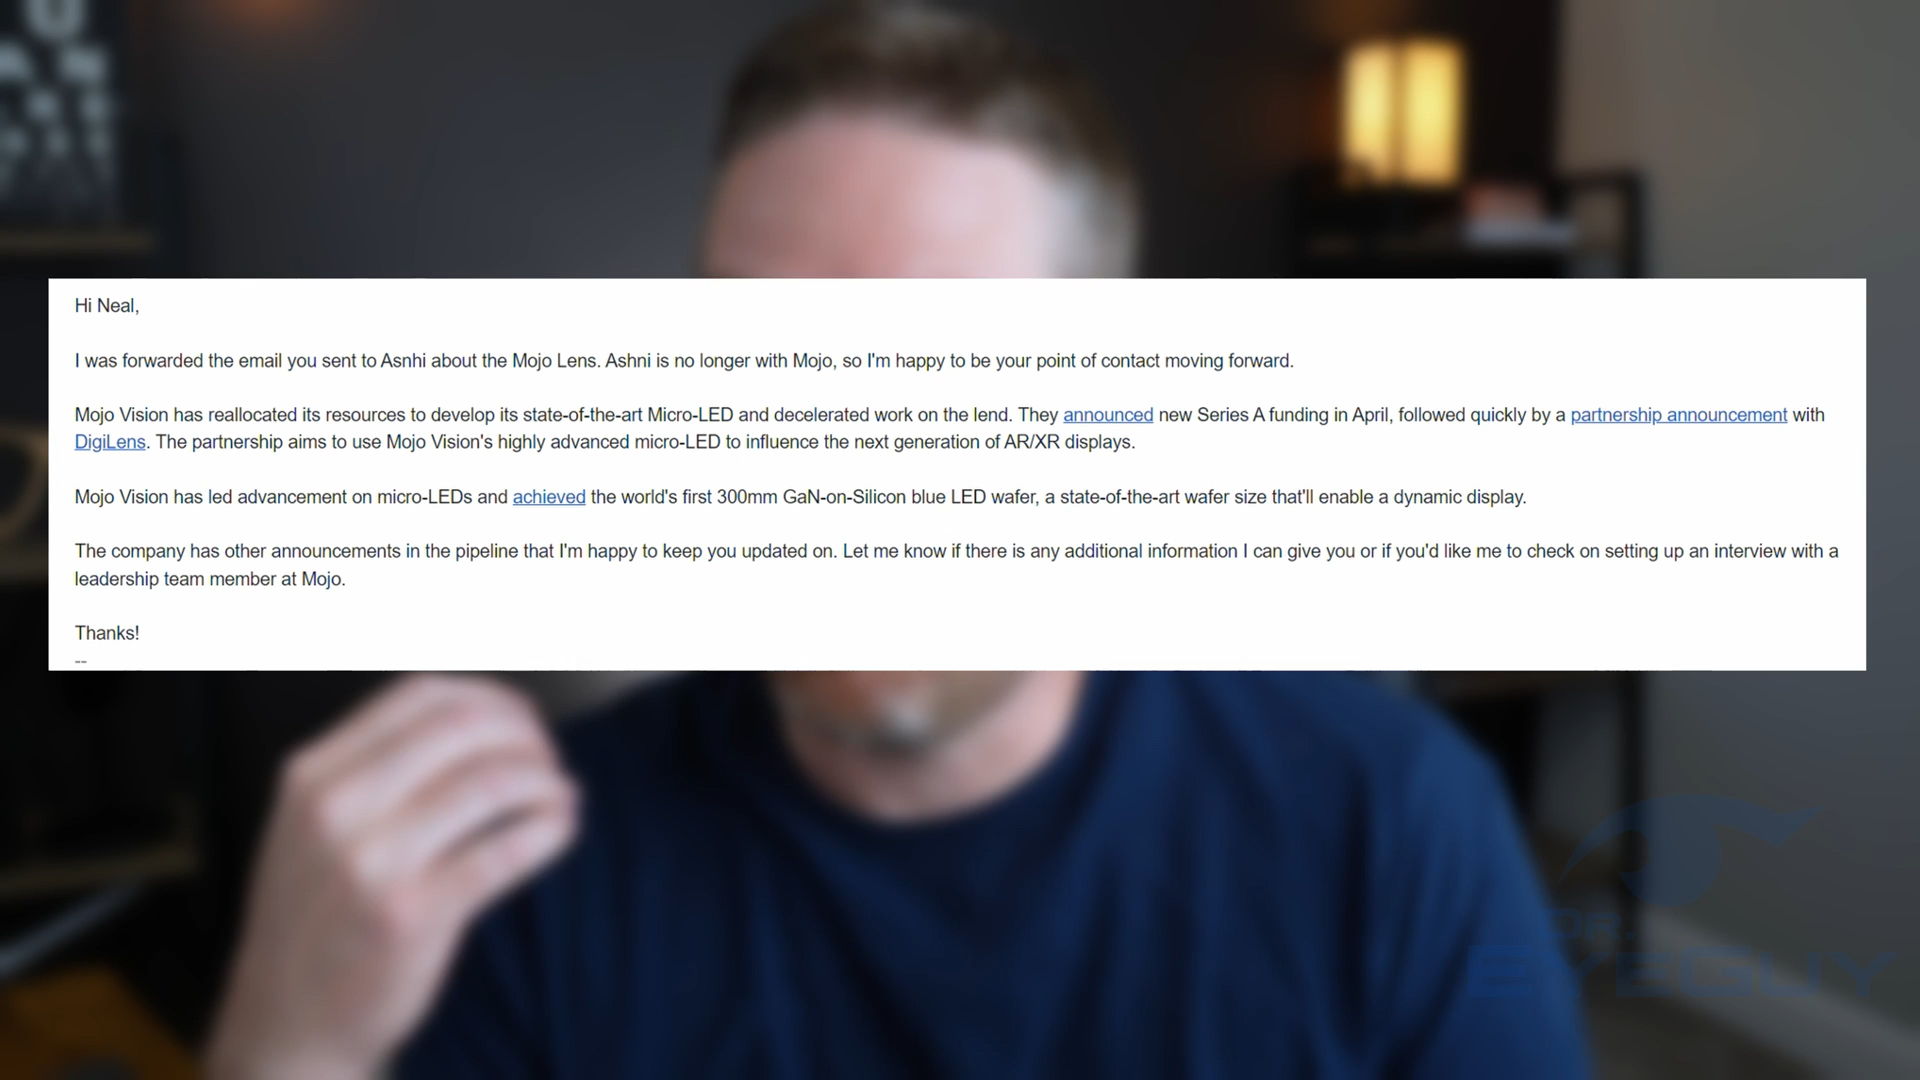 Hi Neal,
I was forwarded the email you sent to Asnhi about the Mojo Lens. Ashni is no longer with Mojo, so I'm happy to be your point of contact moving forward.
Mojo Vision has reallocated its resources to develop its state-of-the-art Micro-LED and decelerated work on the lend. They announced new Series A funding in April, followed quickly by a partnership announcement with
DigiLens. The partnership aims to use Mojo Vision's highly advanced micro-LED to influence the next generation of AR/XR displays.
Mojo Vision has led advancement on micro-LEDs and achieved the world's first 300mm GaN-on-Silicon blue LED wafer, a state-of-the-art wafer size that'll enable a dynamic display.
The company has other announcements in the pipeline that I'm happy to keep you updated on. Let me know if there is any additional information I can give you or if you'd like me to check on setting up an interview with a
leadership team member at Mojo.
Thanks!
--
DR.
EYEGUY